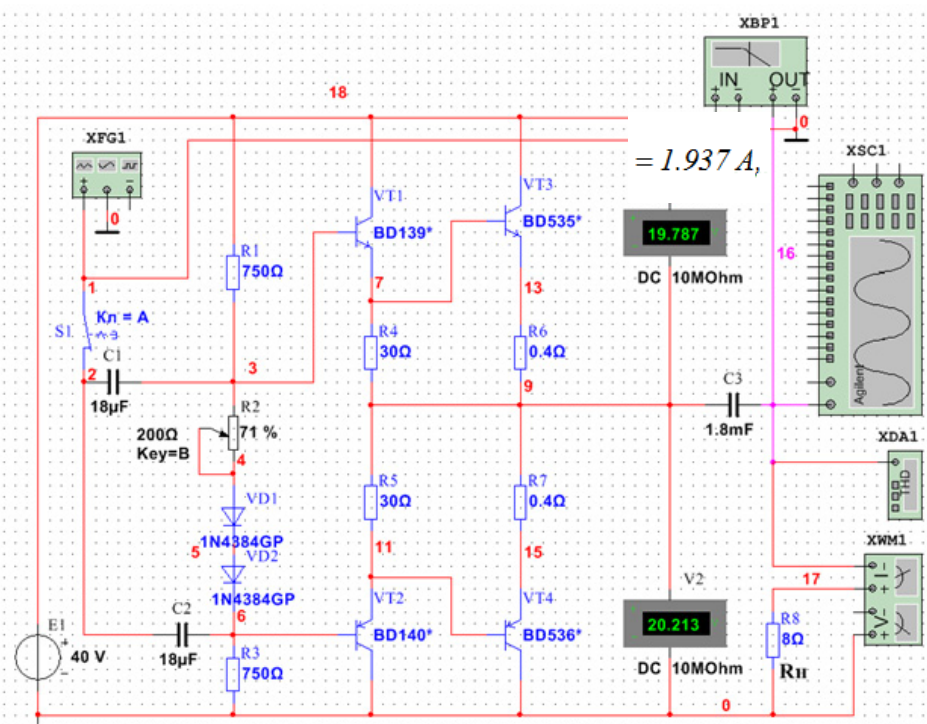 XBP1
IN OUT
18
0
XFG1
= 1.937 A,
XSC1
VT1
VT3
0
BD139*
BD535*
19.787
R1
750Ω
16
DC 10MOhm
1
7
13
Кл = А
S1
R4
30Ω
R6
0.4Ω
C1
2
3
9
C3
Agilent
18µF
R2
200Ω
71 %
Key=B
1.8mF
4
XDA1
R5
30Ω
R7
0.4Ω
THD
VD1
1N4384GP
5
11
15
VD2
XWM1
1N4384GP
VT2
VT4
V2
17
I
C2
6
R8
8Ω
V
E1
BD140*
BD536*
20.213
40 V
18µF
R3
750Ω
DC 10MOhm
Rн
0